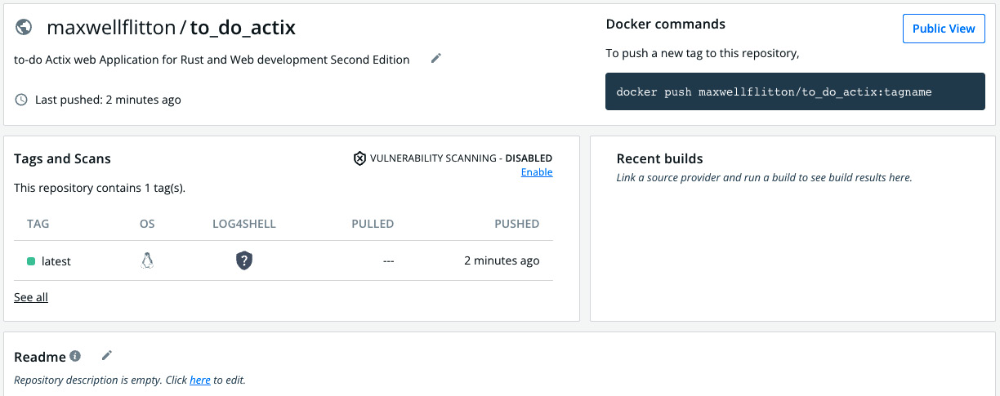 maxwellflitton / to_do_actix
to-do Actix web Application for Rust and Web development Second Edition
Last pushed: 2 minutes ago
Docker commands
Public View
To push a new tag to this repository,
docker push maxwellflitton/to_do_actix:tagname
Tags and Scans
VULNERABILITY SCANNING - DISABLED
Enable
This repository contains 1 tag(s).
TAG OS LOG4SHELL PULLED PUSHED
latest ? --- 2 minutes ago
See all
Recent builds
Link a source provider and run a build to see build results here.
Readme
Repository description is empty. Click here to edit.